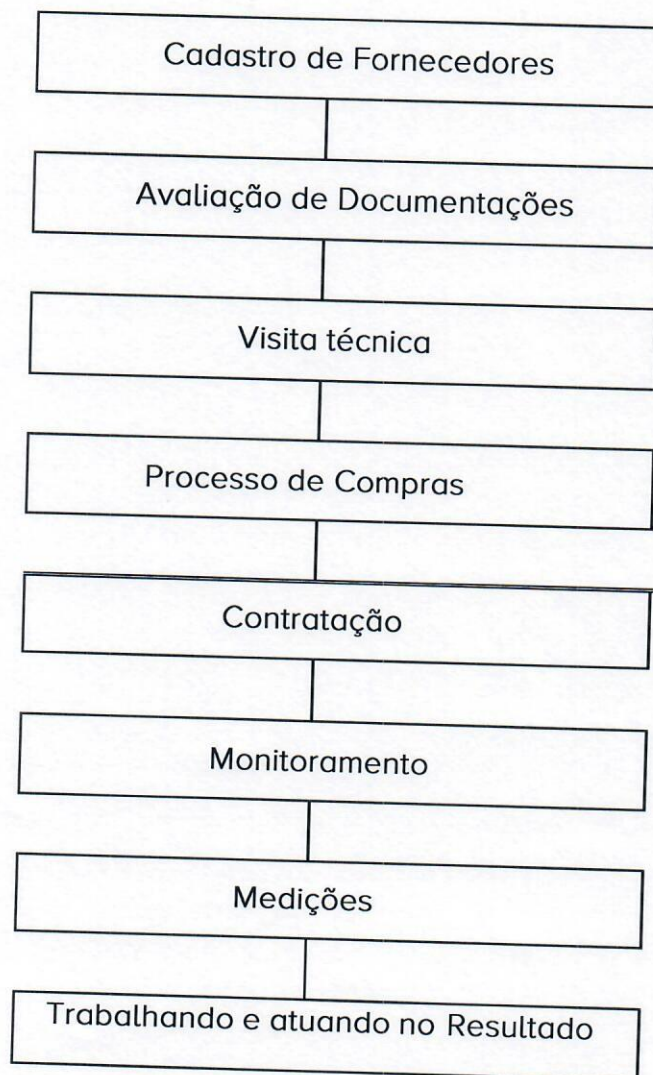 Cadastro de Fornecedores
Avaliação de Documentações
Visita técnica
Processo de Compras
Contratação
Monitoramento
Medições
Trabalhando e atuando no Resultado